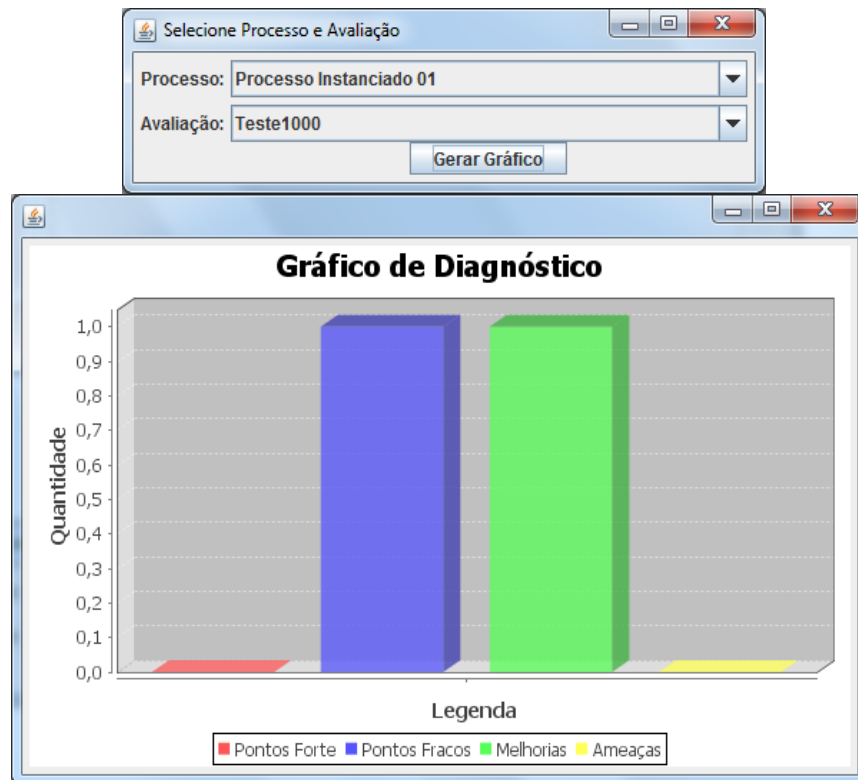 Selecione Processo e Avaliação
Processo: Processo Instanciado 01
Avaliação: Teste1000
Gerar Gráfico
Gráfico de Diagnóstico
Quantidade
1,0
0,9
0,8
0,7
0,6
0,5
0,4
0,3
0,2
0,1
0,0
Legenda
Pontos Forte Pontos Fracos Melhorias Ameaças